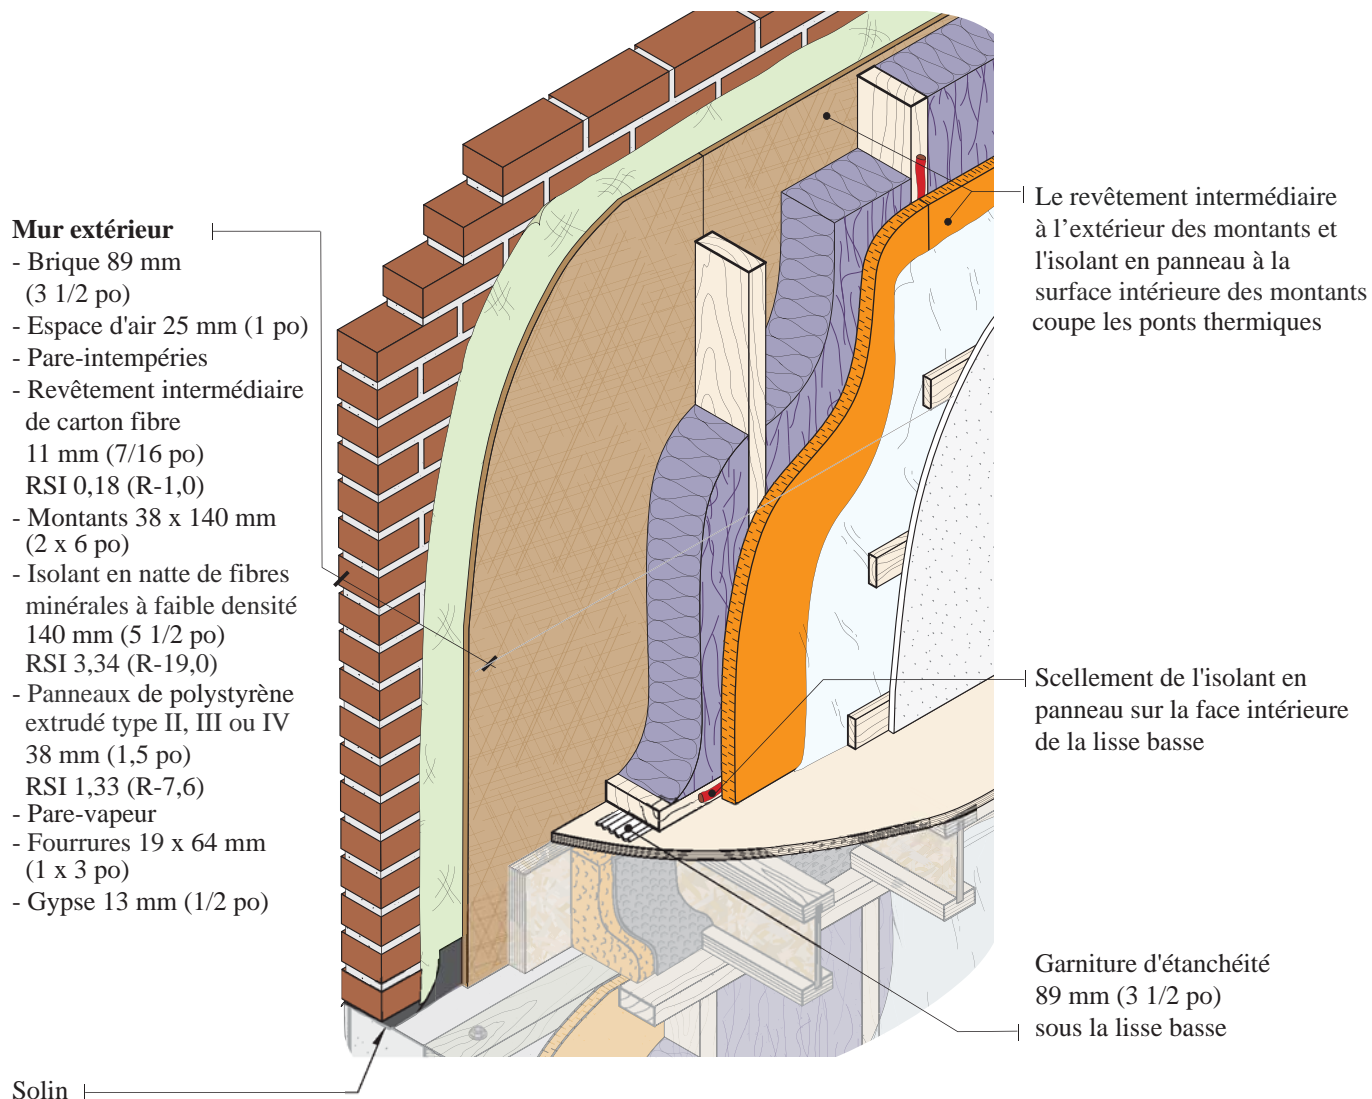 Mur extérieur
- Brique 89 mm
(3 1/2 po)
- Espace d'air 25 mm (1 po)
- Pare-intempéries
- Revêtement intermédiaire
de carton fibre
11 mm (7/16 po)
RSI 0,18 (R-1,0)
- Montants 38 x 140 mm
(2 x 6 po)
- Isolant en natte de fibres
minérales à faible densité
140 mm (5 1/2 po)
RSI 3,34 (R-19,0)
- Panneaux de polystyrène
extrudé type II, III ou IV
38 mm (1,5 po)
RSI 1,33 (R-7,6)
- Pare-vapeur
- Fourrures 19 x 64 mm
(1 x 3 po)
- Gypse 13 mm (1/2 po)
Solin
Le revêtement intermédiaire
à l’extérieur des montants et
l'isolant en panneau à la
surface intérieure des montants
coupe les ponts thermiques
Scellement de l'isolant en
panneau sur la face intérieure
de la lisse basse
Garniture d'étanchéité
89 mm (3 1/2 po)
sous la lisse basse